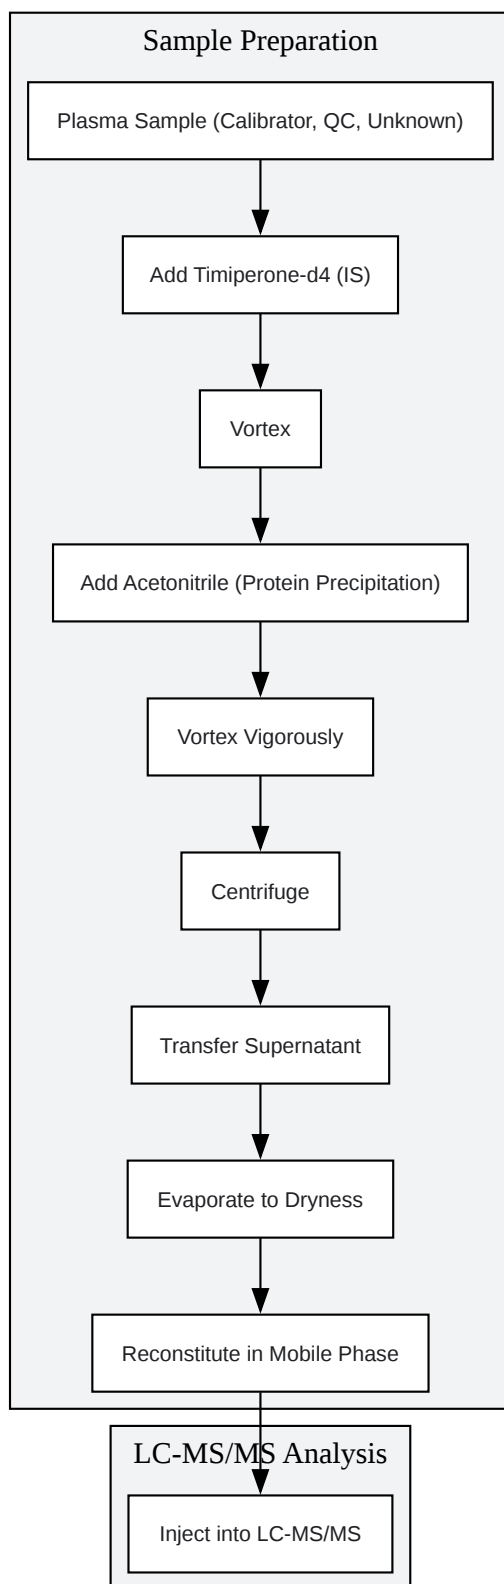 Sample Preparation
Plasma Sample (Calibrator, QC, Unknown)
Add Timiperone-d4 (IS)
Vortex
Add Acetonitrile (Protein Precipitation)
Vortex Vigorously
Centrifuge
Transfer Supernatant
Evaporate to Dryness
Reconstitute in Mobile Phase
LC-MS/MS Analysis
Inject into LC-MS/MS